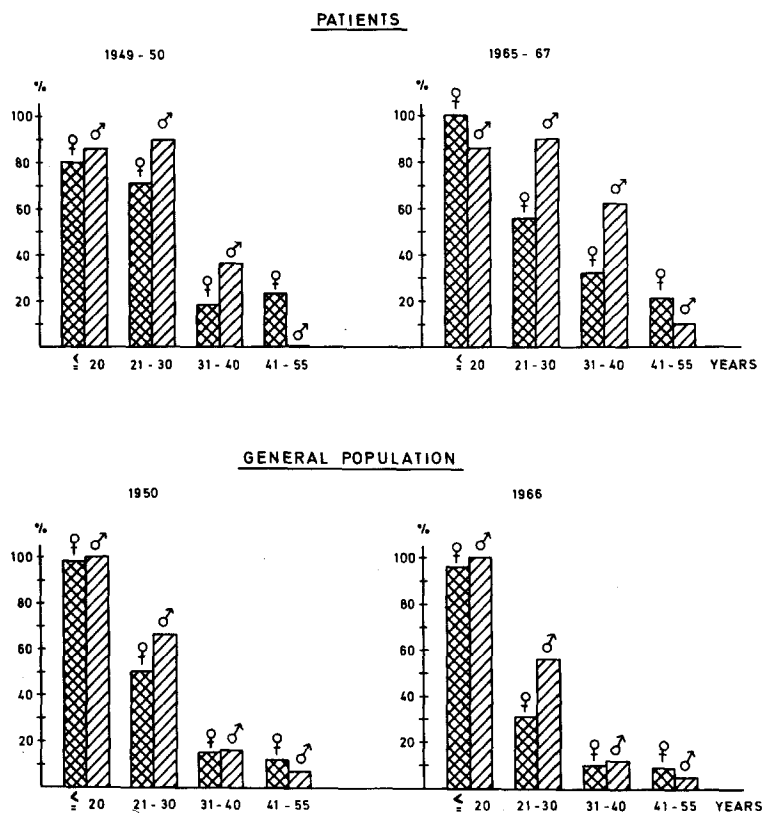 PATIENTS
1949 - 50
1965 - 67
%
100
80
60
40
20
♀ ♂ ♀ ♂ ♀ ♂ ♀ ♂
≦ 20 21 - 30 31 - 40 41 - 55
%
100
80
60
40
20
♀ ♂ ♀ ♂ ♀ ♂ ♀ ♂
≦ 20 21 - 30 31 - 40 41 - 55 YEARS
GENERAL POPULATION
1950
1966
%
100
80
60
40
20
♀ ♂ ♀ ♂ ♀ ♂ ♀ ♂
≦ 20 21 - 30 31 - 40 41 - 55
%
100
80
60
40
20
♀ ♂ ♀ ♂ ♀ ♂ ♀ ♂
≦ 20 21 - 30 31 - 40 41 - 55 YEARS